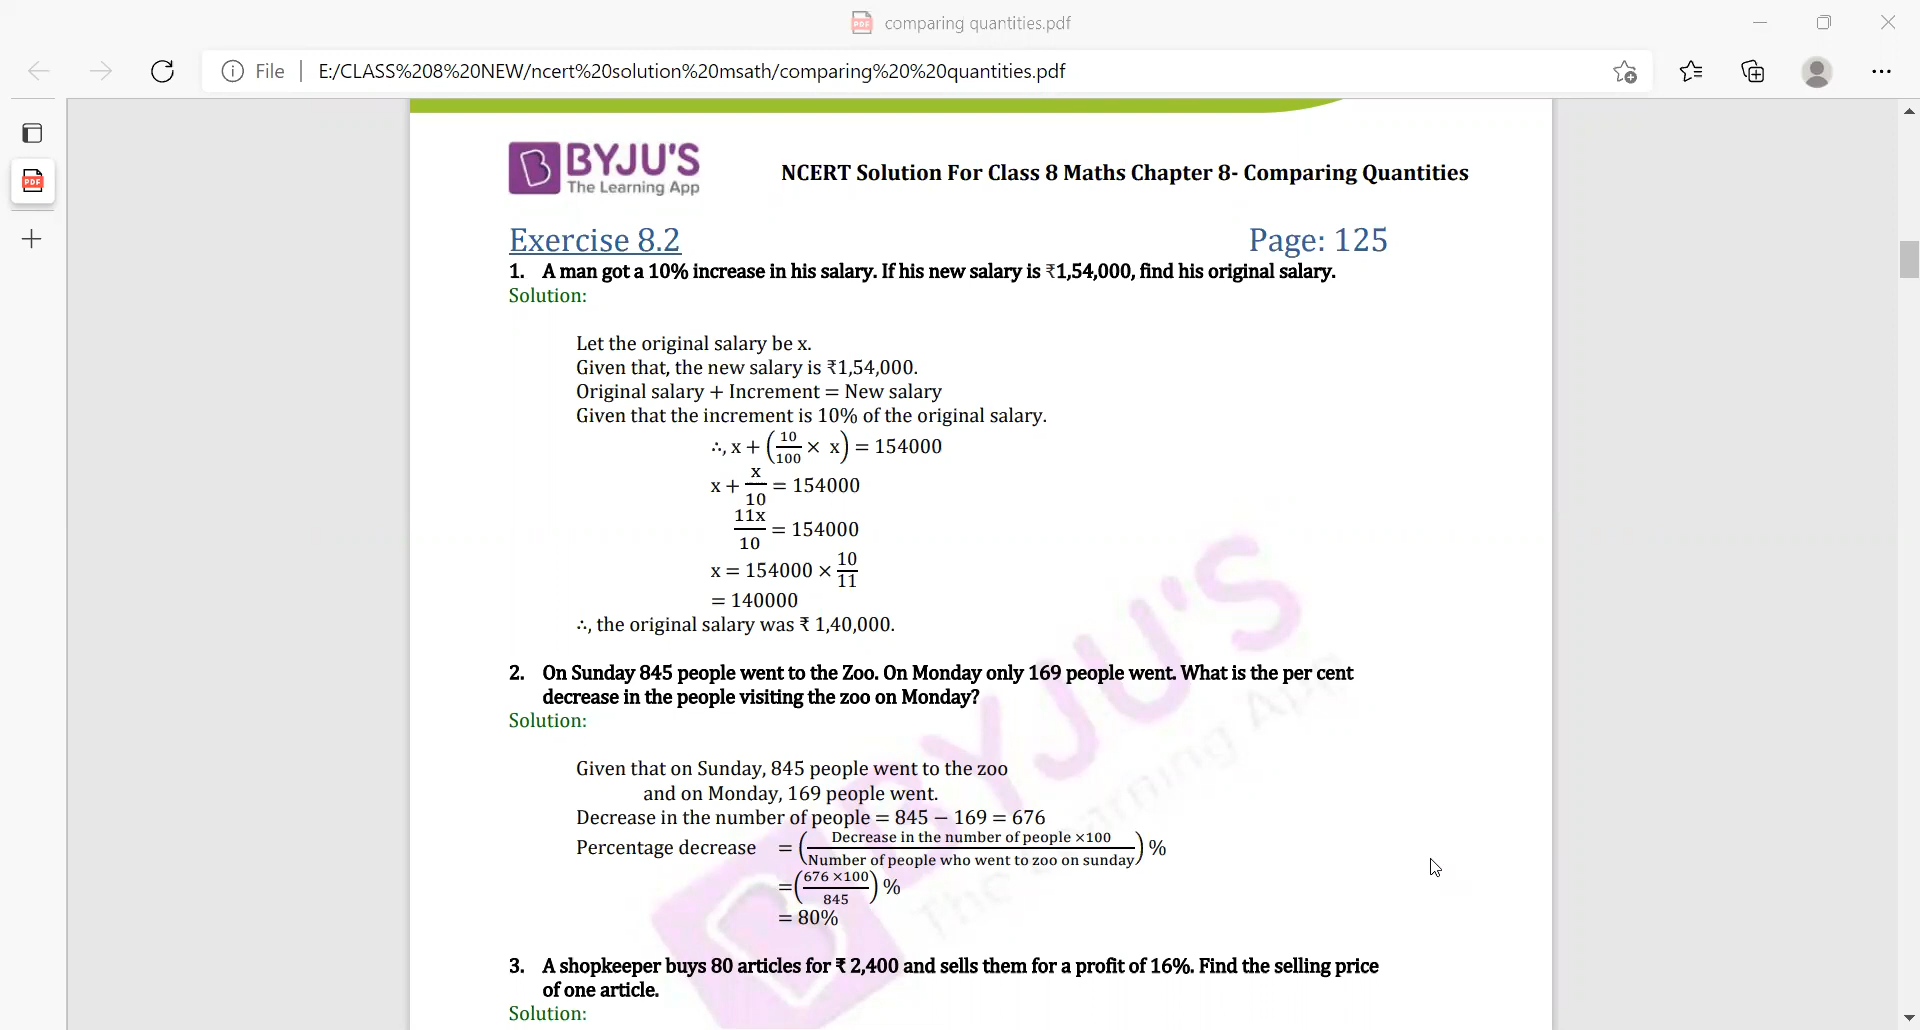 comparing quantities.pdf
File | E:/CLASS%208%20NEW/ncert%20solution%20msath/comparing%20%20quantities.pdf
BYJU'S
The Learning App
NCERT Solution For Class 8 Maths Chapter 8- Comparing Quantities
Exercise 8.2 Page: 125
1. A man got a 10% increase in his salary. If his new salary is ₹1,54,000, find his original salary.
Solution:
Let the original salary be x.
Given that, the new salary is ₹1,54,000.
Original salary + Increment = New salary
Given that the increment is 10% of the original salary.
∴, x + (10/100 × x) = 154000
x + x/10 = 154000
11x/10 = 154000
x = 154000 × 10/11
= 140000
∴, the original salary was ₹ 1,40,000.
2. On Sunday 845 people went to the Zoo. On Monday only 169 people went. What is the per cent
decrease in the people visiting the zoo on Monday?
Solution:
Given that on Sunday, 845 people went to the zoo
and on Monday, 169 people went.
Decrease in the number of people = 845 − 169 = 676
Percentage decrease = (Decrease in the number of people ×100/Number of people who went to zoo on sunday) %
=(676 ×100/845) %
= 80%
3. A shopkeeper buys 80 articles for ₹ 2,400 and sells them for a profit of 16%. Find the selling price
of one article.
Solution:
BYJU'S
The Learning App